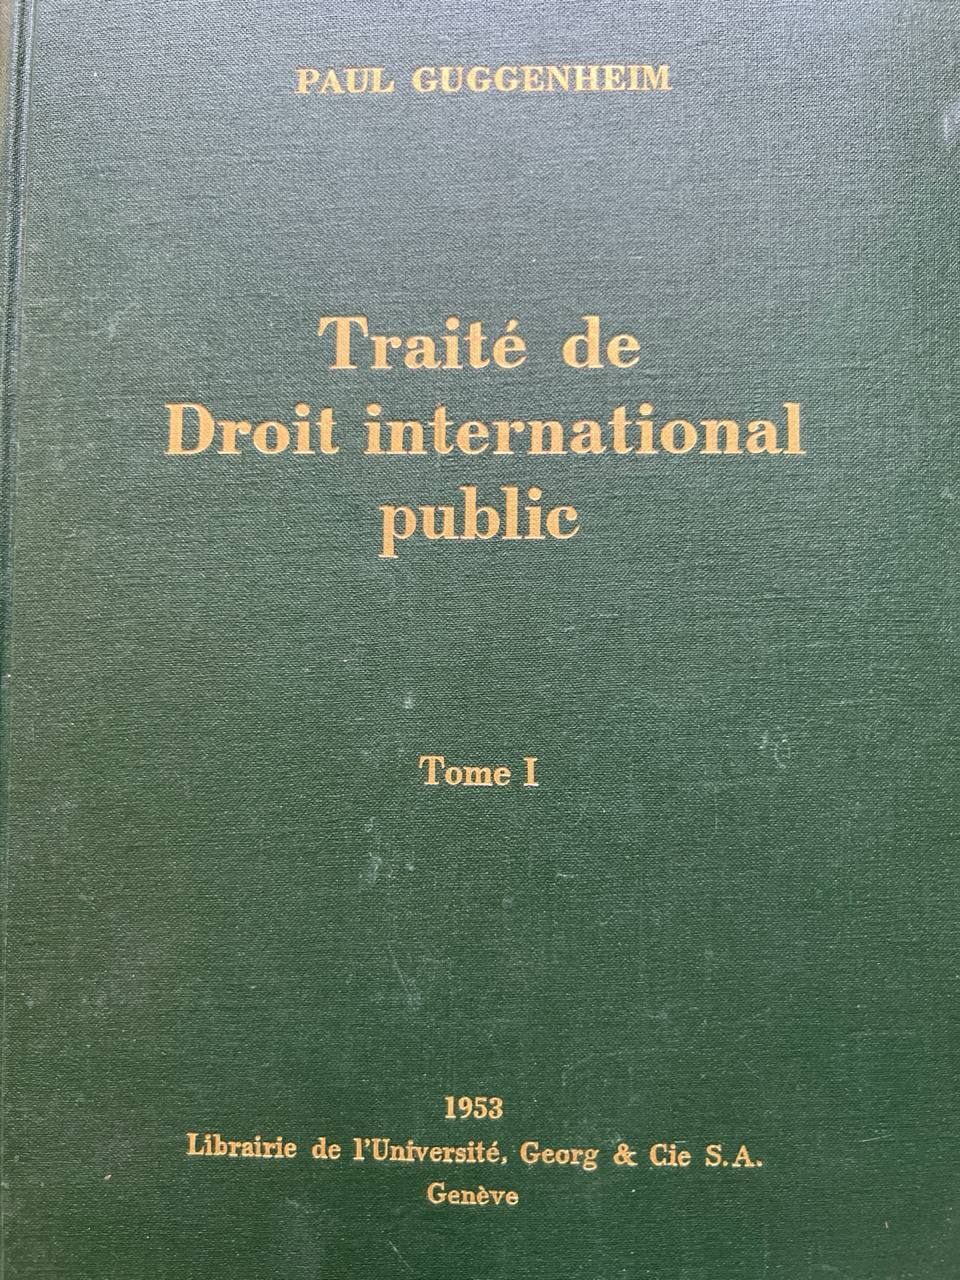 PAUL GUGGENHEIM
Traité de
Droit international
public
Tome I
1953
Librairie de l'Université, Georg & Cie S.A.
Genève